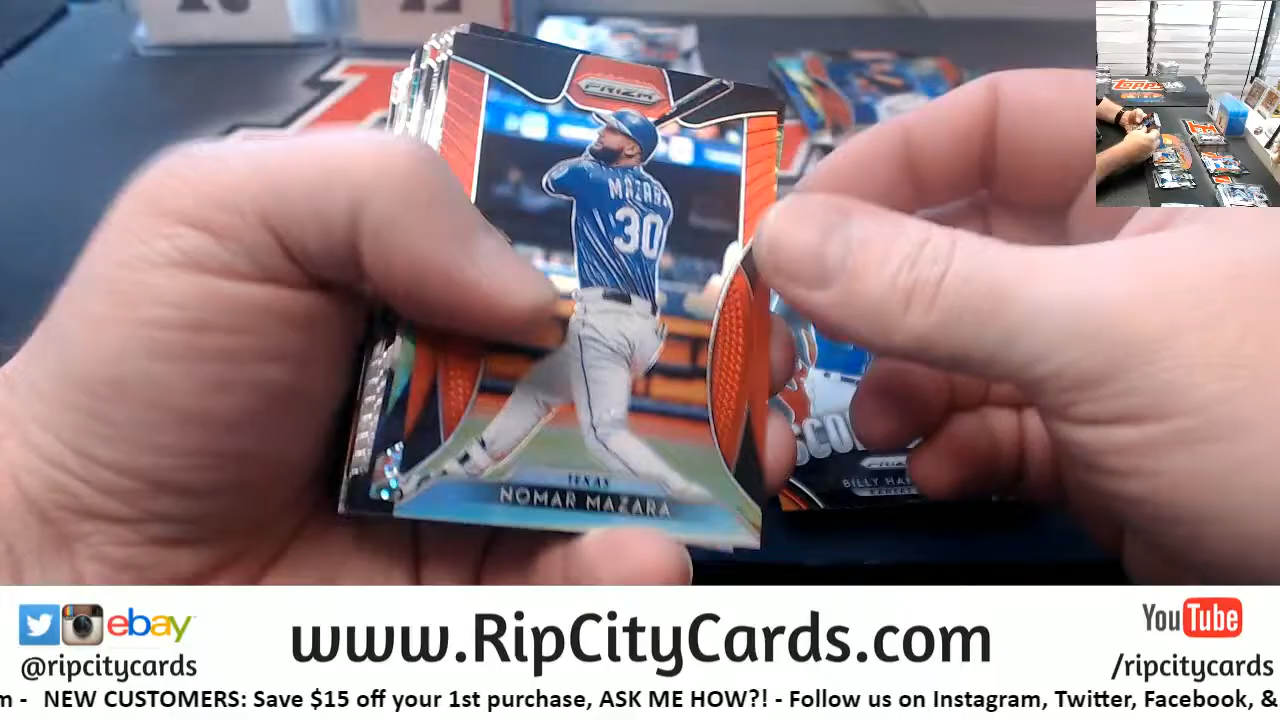 PRIZM
MAZARA
30
TEXAS
NOMAR MAZARA
PRIZM
BILLY HA
TOPPS
ebay
@ripcitycards
www.RipCityCards.com
YouTube
/ripcitycards
m - NEW CUSTOMERS: Save $15 off your 1st purchase, ASK ME HOW?! - Follow us on Instagram, Twitter, Facebook, &